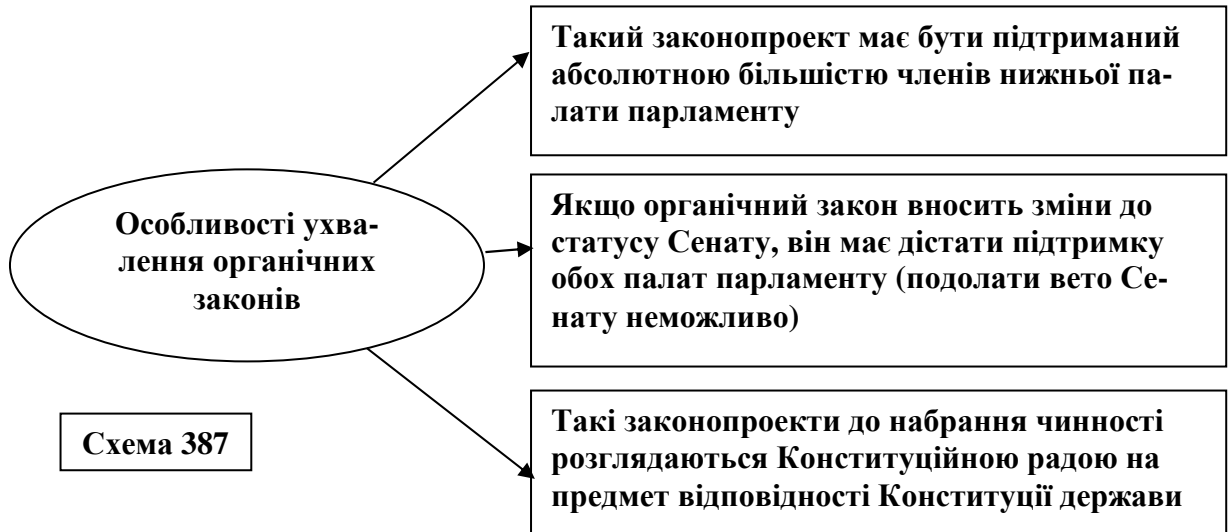 Такий законопроект має бути підтриманий
абсолютною більшістю членів нижньої па-
лати парламенту
Особливості ухва-
лення органічних
законів
Якщо органічний закон вносить зміни до
статусу Сенату, він має дістати підтримку
обох палат парламенту (подолати вето Се-
нату неможливо)
Такі законопроекти до набрання чинності
розглядаються Конституційною радою на
предмет відповідності Конституції держави
Схема 387